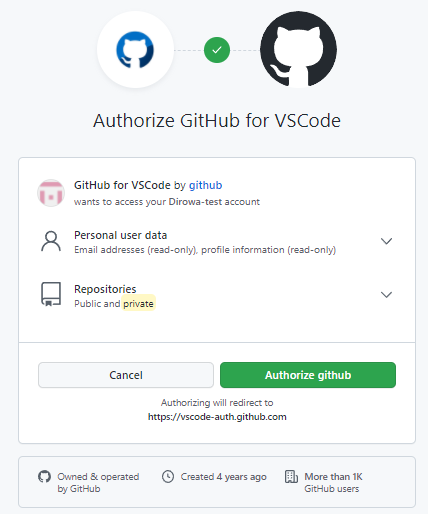 Authorize GitHub for VSCode
GitHub for VSCode by github
wants to access your Dirowa-test account
Personal user data
Email addresses (read-only), profile information (read-only)
Repositories
Public and private
Cancel
Authorize github
Authorizing will redirect to
https://vscode-auth.github.com
Owned & operated
by GitHub
Created 4 years ago
More than 1K
GitHub users